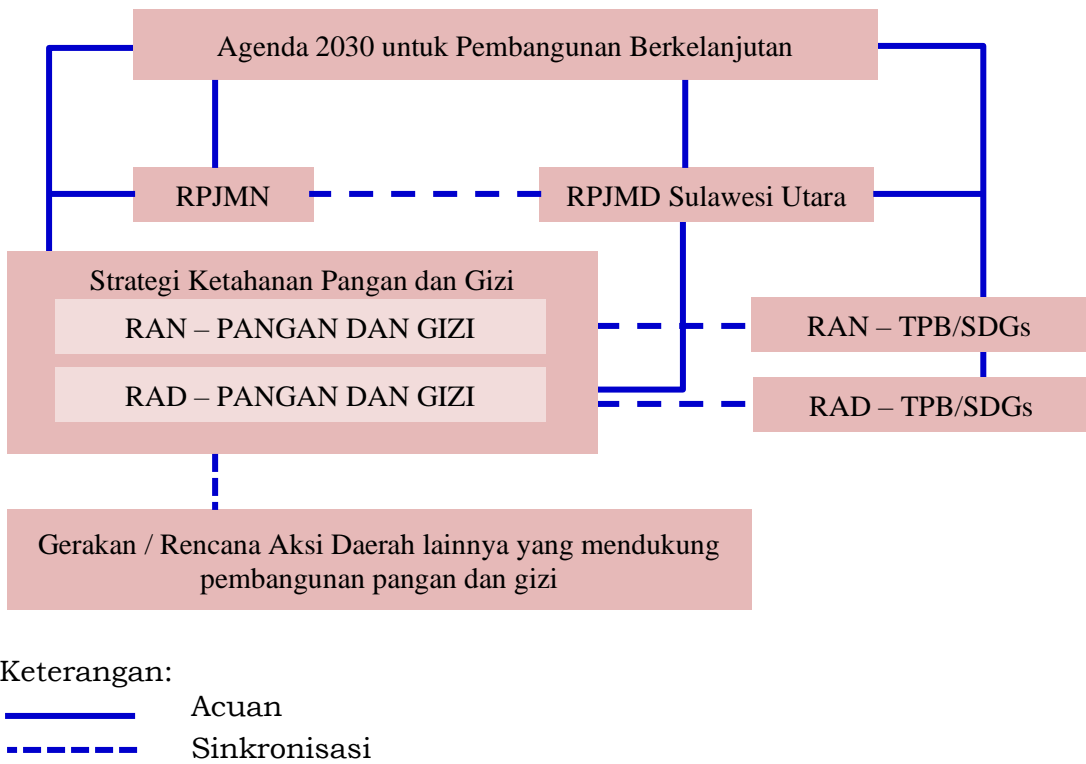 Agenda 2030 untuk Pembangunan Berkelanjutan
RPJMN
RPJMD Sulawesi Utara
Strategi Ketahanan Pangan dan Gizi
RAN – PANGAN DAN GIZI
RAN – TPB/SDGs
RAD – PANGAN DAN GIZI
RAD – TPB/SDGs
Gerakan / Rencana Aksi Daerah lainnya yang mendukung
pembangunan pangan dan gizi
Keterangan:
Acuan
Sinkronisasi